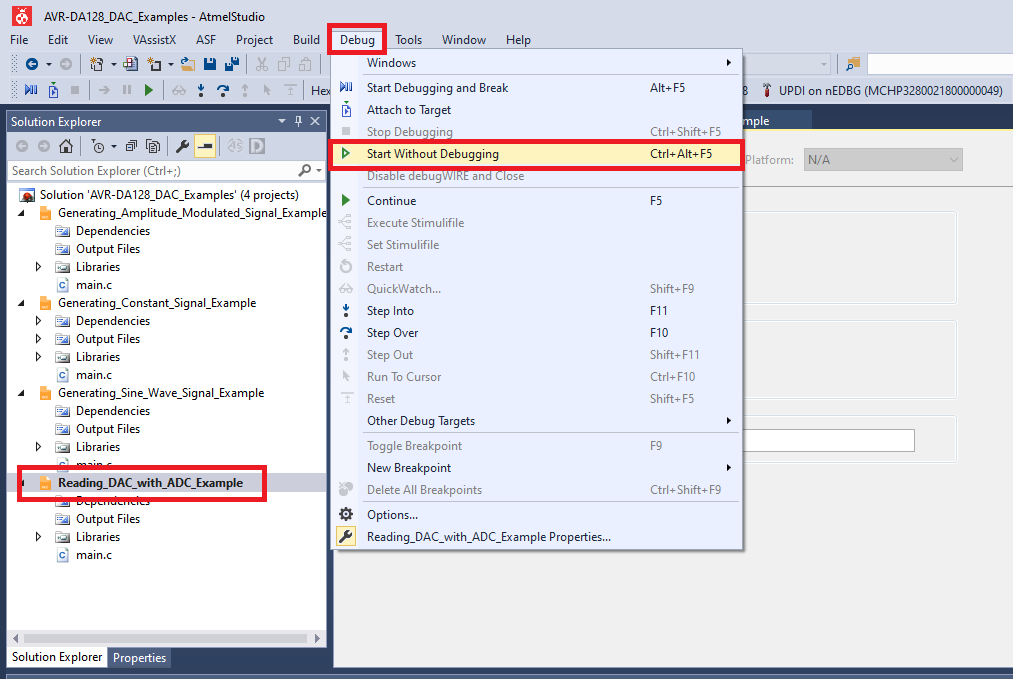 AVR-DA128_DAC_Examples - AtmelStudio
File Edit View VAssistX ASF Project Build Debug Tools Window Help
Hex
UPDI on nEDBG (MCHP3280021800000049)
Solution Explorer
Search Solution Explorer (Ctrl+;)
Solution 'AVR-DA128_DAC_Examples' (4 projects)
Generating_Amplitude_Modulated_Signal_Example
Dependencies
Output Files
Libraries
main.c
Generating_Constant_Signal_Example
Dependencies
Output Files
Libraries
main.c
Generating_Sine_Wave_Signal_Example
Dependencies
Output Files
Libraries
main.c
Reading_DAC_with_ADC_Example
Dependencies
Output Files
Libraries
main.c
Solution Explorer Properties
Windows
Start Debugging and Break Alt+F5
Attach to Target
Stop Debugging Ctrl+Shift+F5
Start Without Debugging Ctrl+Alt+F5
Disable debugWIRE and Close
Continue F5
Execute Stimulifile
Set Stimulifile
Restart
QuickWatch... Shift+F9
Step Into F11
Step Over F10
Step Out Shift+F11
Run To Cursor Ctrl+F10
Reset Shift+F5
Other Debug Targets
Toggle Breakpoint F9
New Breakpoint
Delete All Breakpoints Ctrl+Shift+F9
Options...
Reading_DAC_with_ADC_Example Properties...
mple
Platform: N/A